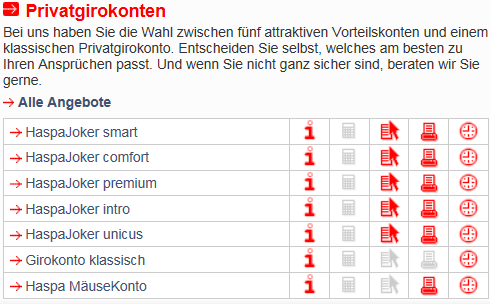 Privatgirokonten
Bei uns haben Sie die Wahl zwischen fünf attraktiven Vorteilskonten und einem
klassischen Privatgirokonto. Entscheiden Sie selbst, welches am besten zu
Ihren Ansprüchen passt. Und wenn Sie nicht ganz sicher sind, beraten wir Sie
gerne.
Alle Angebote
HaspaJoker smart
HaspaJoker comfort
HaspaJoker premium
HaspaJoker intro
HaspaJoker unicus
Girokonto klassisch
Haspa MäuseKonto